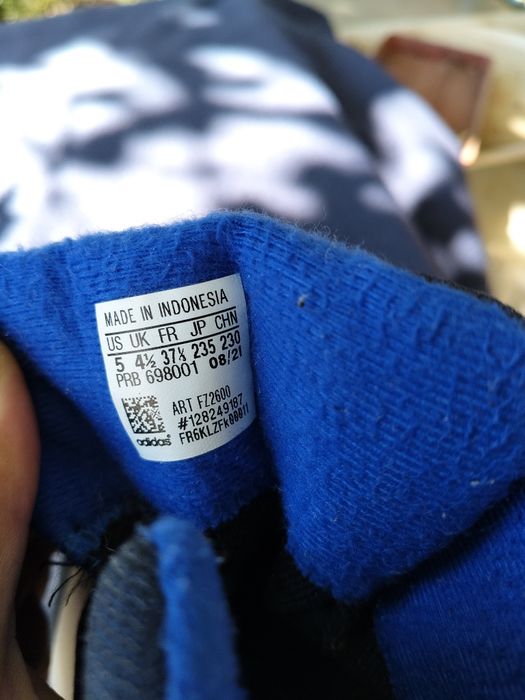 MADE IN INDONESIA
US UK FR JP CHN
5 4½ 37⅓ 235 230
PRB 698001 08/21
ART FZ2600
#128249187
FR6KLZFK00011
adidas